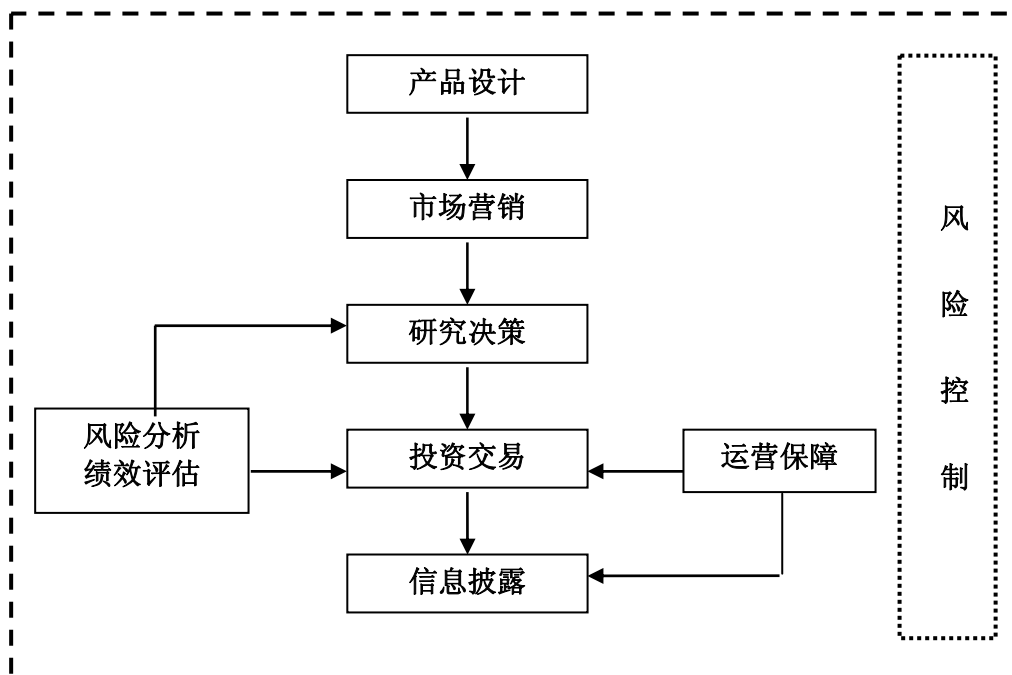 产品设计
市场营销
研究决策
风险分析
绩效评估
投资交易
运营保障
信息披露
风
险
控
制